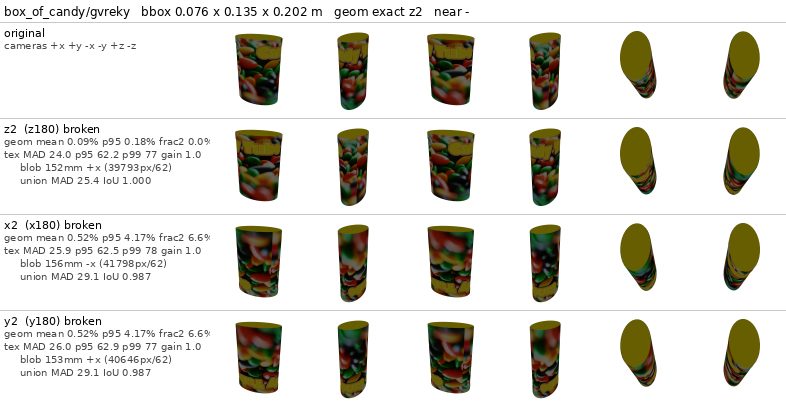 box_of_candy/gvreky bbox 0.076 x 0.135 x 0.202 m geom exact z2 near -
original
cameras +x +y -x -y +z -z
z2 (z180) broken
geom mean 0.09% p95 0.18% frac2 0.0%
tex MAD 24.0 p95 62.2 p99 77 gain 1.0
blob 152mm +x (39793px/62)
union MAD 25.4 IoU 1.000
x2 (x180) broken
geom mean 0.52% p95 4.17% frac2 6.6%
tex MAD 25.9 p95 62.5 p99 78 gain 1.0
blob 156mm -x (41798px/62)
union MAD 29.1 IoU 0.987
y2 (y180) broken
geom mean 0.52% p95 4.17% frac2 6.6%
tex MAD 26.0 p95 62.9 p99 77 gain 1.0
blob 153mm +x (40646px/62)
union MAD 29.1 IoU 0.987